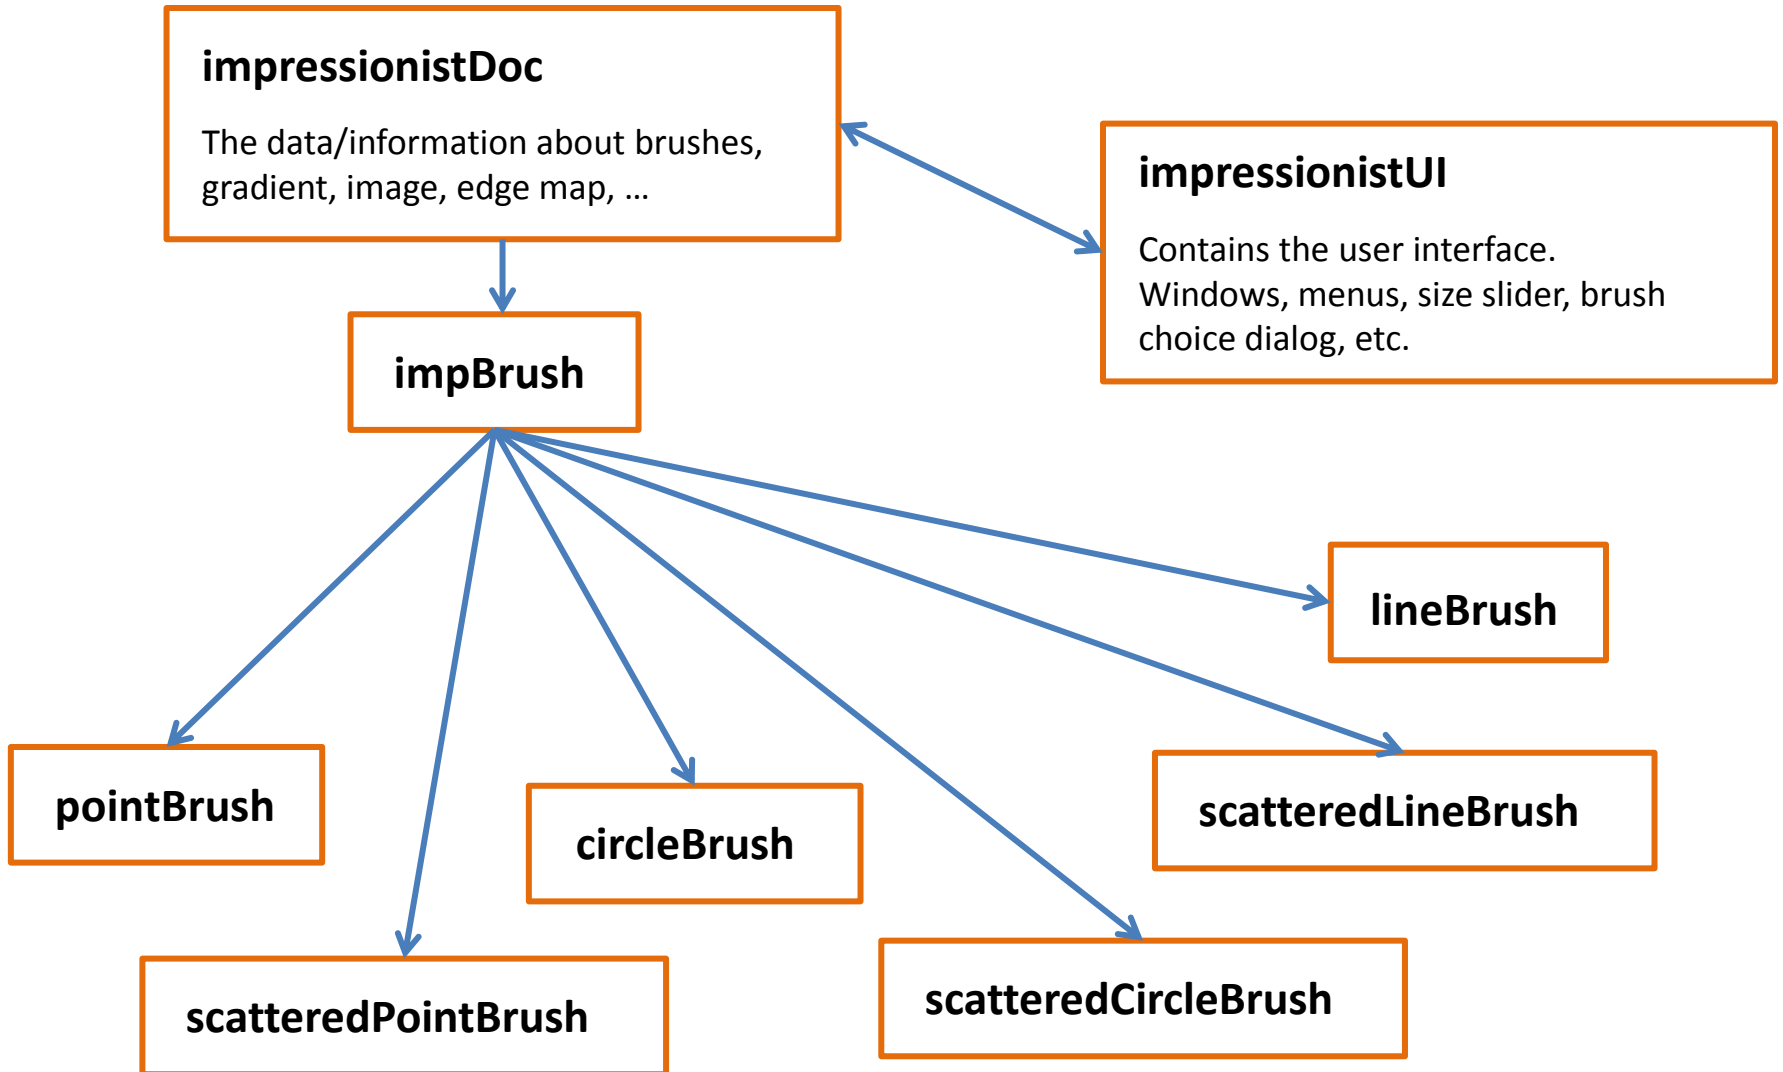 impressionistDoc
The data/information about brushes,
gradient, image, edge map, ...
impressionistUI
Contains the user interface.
Windows, menus, size slider, brush
choice dialog, etc.
impBrush
lineBrush
pointBrush
scatteredLineBrush
circleBrush
scatteredPointBrush
scatteredCircleBrush